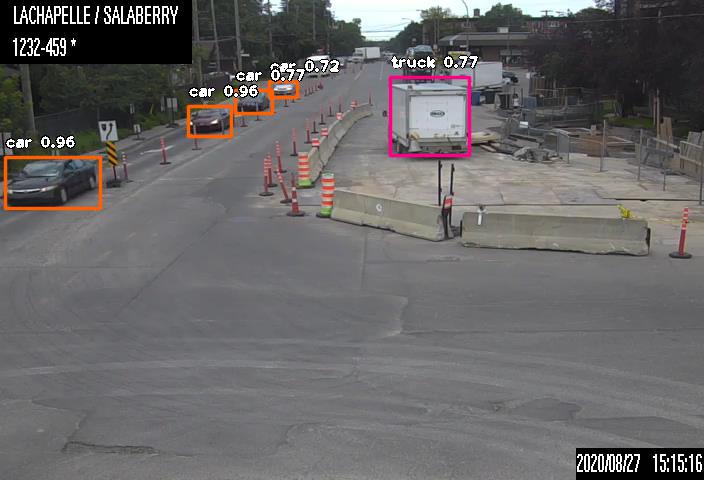 LACHAPELLE / SALABERRY
1232-459 *
car 0.72
car 0.77
truck 0.77
car 0.96
car 0.96
2020/08/27 15:15:16